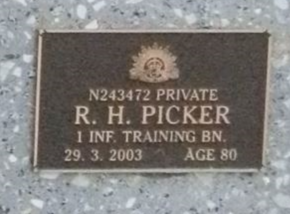 N243472 PRIVATE
R. H. PICKER
1 INF. TRAINING BN.
29. 3. 2003 AGE 80